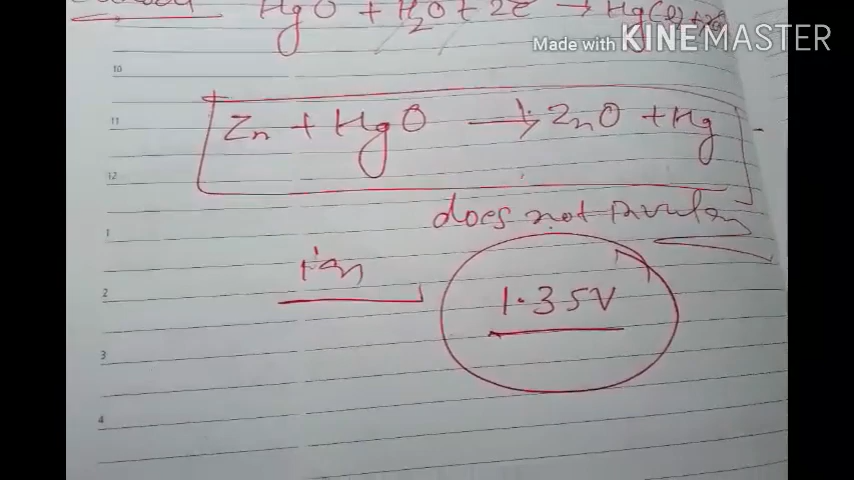 HgO + H2O + 2e → Hg(l) +
Made with KINEMASTER
10
11
Zn + HgO → ZnO + Hg
12
does not involve
1
ion
2
1.35V
3
4